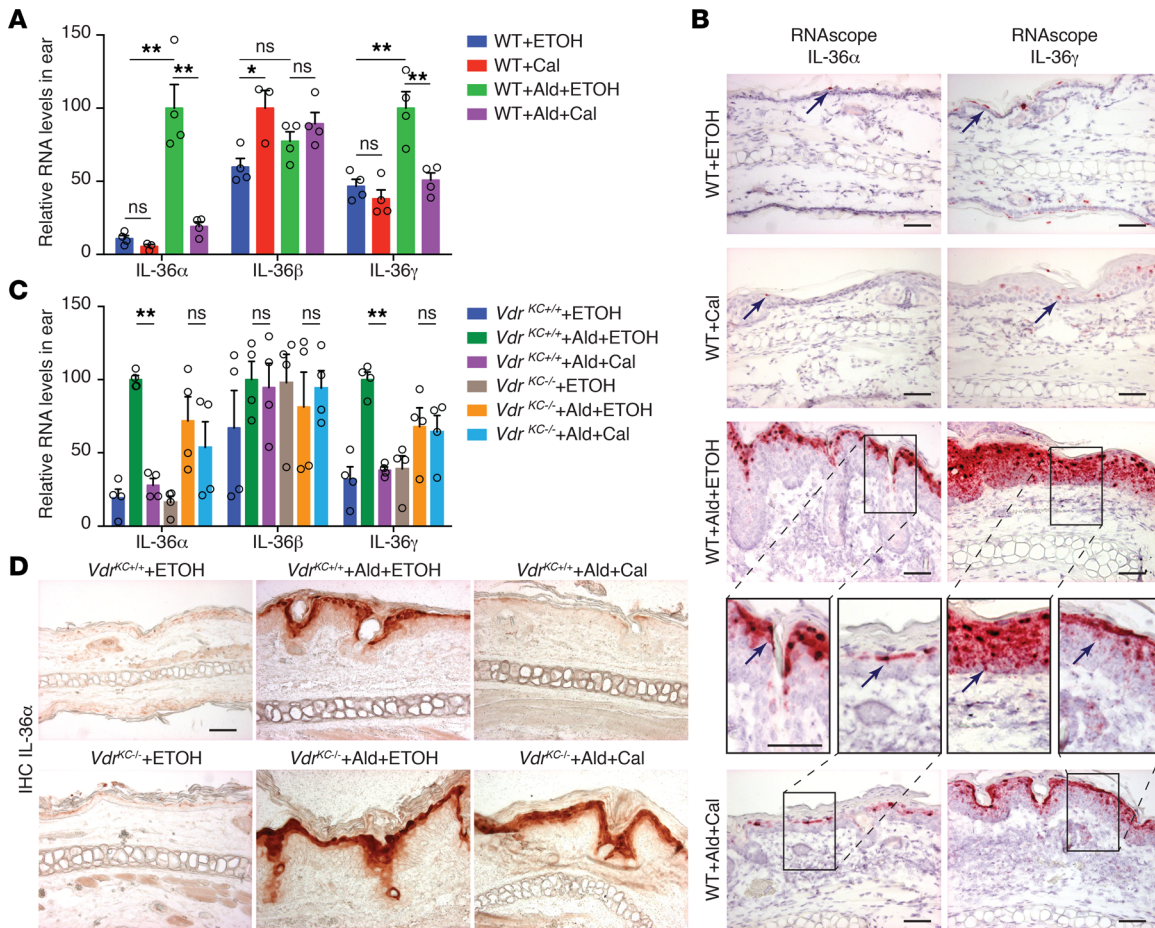 A
150
100
50
0
Relative RNA levels in ear
**
**
ns
ns
*
ns
**
ns
**
IL-36α
IL-36β
IL-36γ
WT+ETOH
WT+Cal
WT+Ald+ETOH
WT+Ald+Cal
B
RNAscope
IL-36α
RNAscope
IL-36γ
WT+ETOH
WT+Cal
WT+Ald+ETOH
WT+Ald+Cal
C
150
100
50
0
Relative RNA levels in ear
**
ns
ns
ns
**
ns
IL-36α
IL-36β
IL-36γ
Vdr KC+/++ETOH
Vdr KC+/++Ald+ETOH
Vdr KC+/++Ald+Cal
Vdr KC-/-+ETOH
Vdr KC-/-+Ald+ETOH
Vdr KC-/-+Ald+Cal
D
IHC IL-36α
VdrKC+/++ETOH
VdrKC+/++Ald+ETOH
VdrKC+/++Ald+Cal
VdrKC-/-+ETOH
VdrKC-/-+Ald+ETOH
VdrKC-/-+Ald+Cal